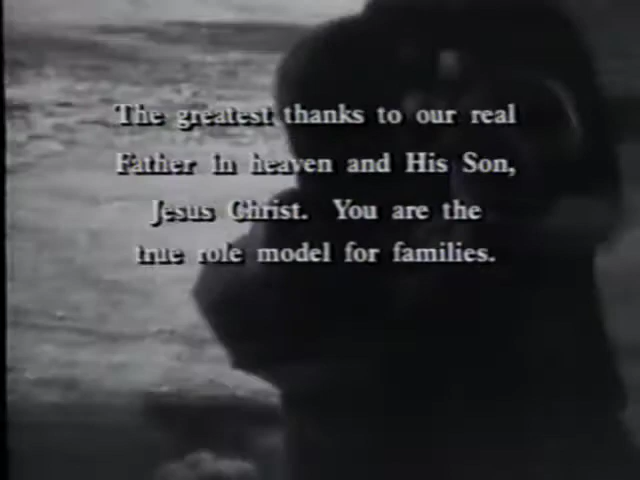 The greatest thanks to our real
Father in heaven and His Son,
Jesus Christ. You are the
true role model for families.